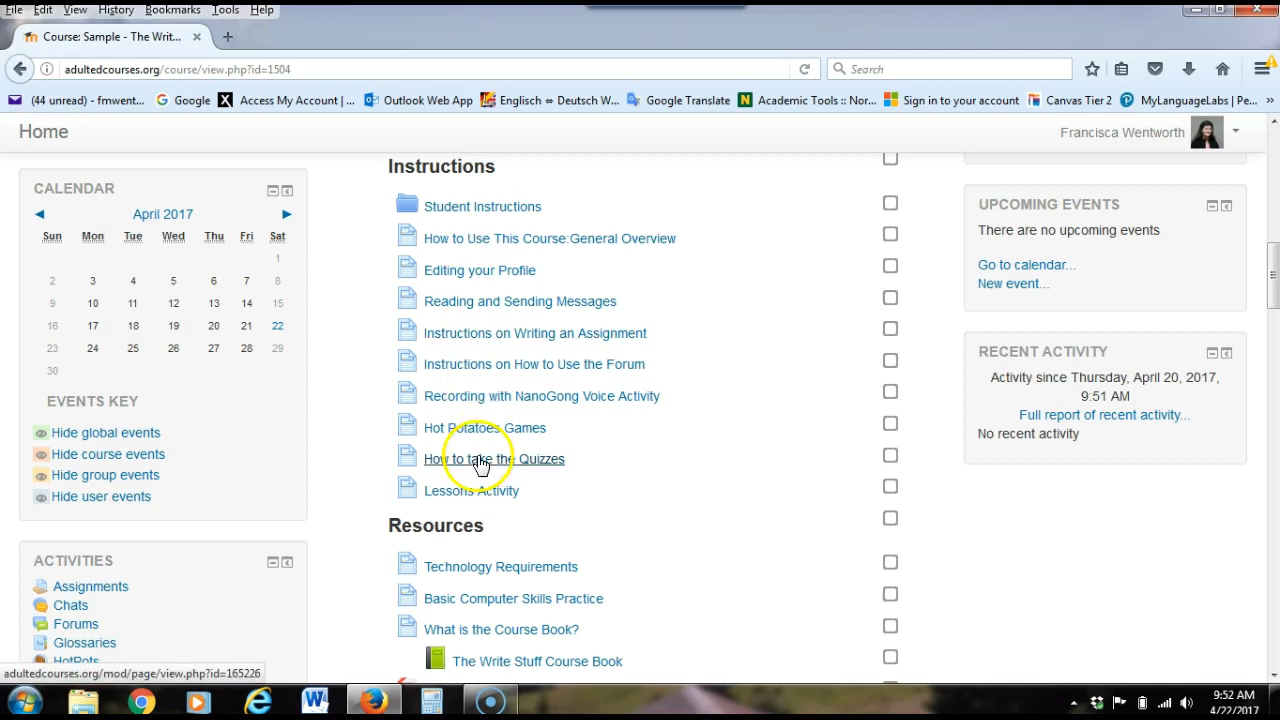 File Edit View History Bookmarks Tools Help
Course: Sample - The Writ...
adultedcourses.org/course/view.php?id=1504
Search
(44 unread) - fmwent... Google Access My Account | ... Outlook Web App Englisch ⇔ Deutsch W... Google Translate Academic Tools :: Nor... Sign in to your account Canvas Tier 2 MyLanguageLabs | Pe...
Home
Francisca Wentworth
CALENDAR
April 2017
Sun Mon Tue Wed Thu Fri Sat
1
2 3 4 5 6 7 8
9 10 11 12 13 14 15
16 17 18 19 20 21 22
23 24 25 26 27 28 29
30
EVENTS KEY
Hide global events
Hide course events
Hide group events
Hide user events
ACTIVITIES
Assignments
Chats
Forums
Glossaries
HotPots
Instructions
Student Instructions
How to Use This Course:General Overview
Editing your Profile
Reading and Sending Messages
Instructions on Writing an Assignment
Instructions on How to Use the Forum
Recording with NanoGong Voice Activity
Hot Potatoes Games
How to take the Quizzes
Lessons Activity
Resources
Technology Requirements
Basic Computer Skills Practice
What is the Course Book?
The Write Stuff Course Book
UPCOMING EVENTS
There are no upcoming events
Go to calendar...
New event...
RECENT ACTIVITY
Activity since Thursday, April 20, 2017,
9:51 AM
Full report of recent activity...
No recent activity
adultedcourses.org/mod/page/view.php?id=165226
9:52 AM
4/22/2017